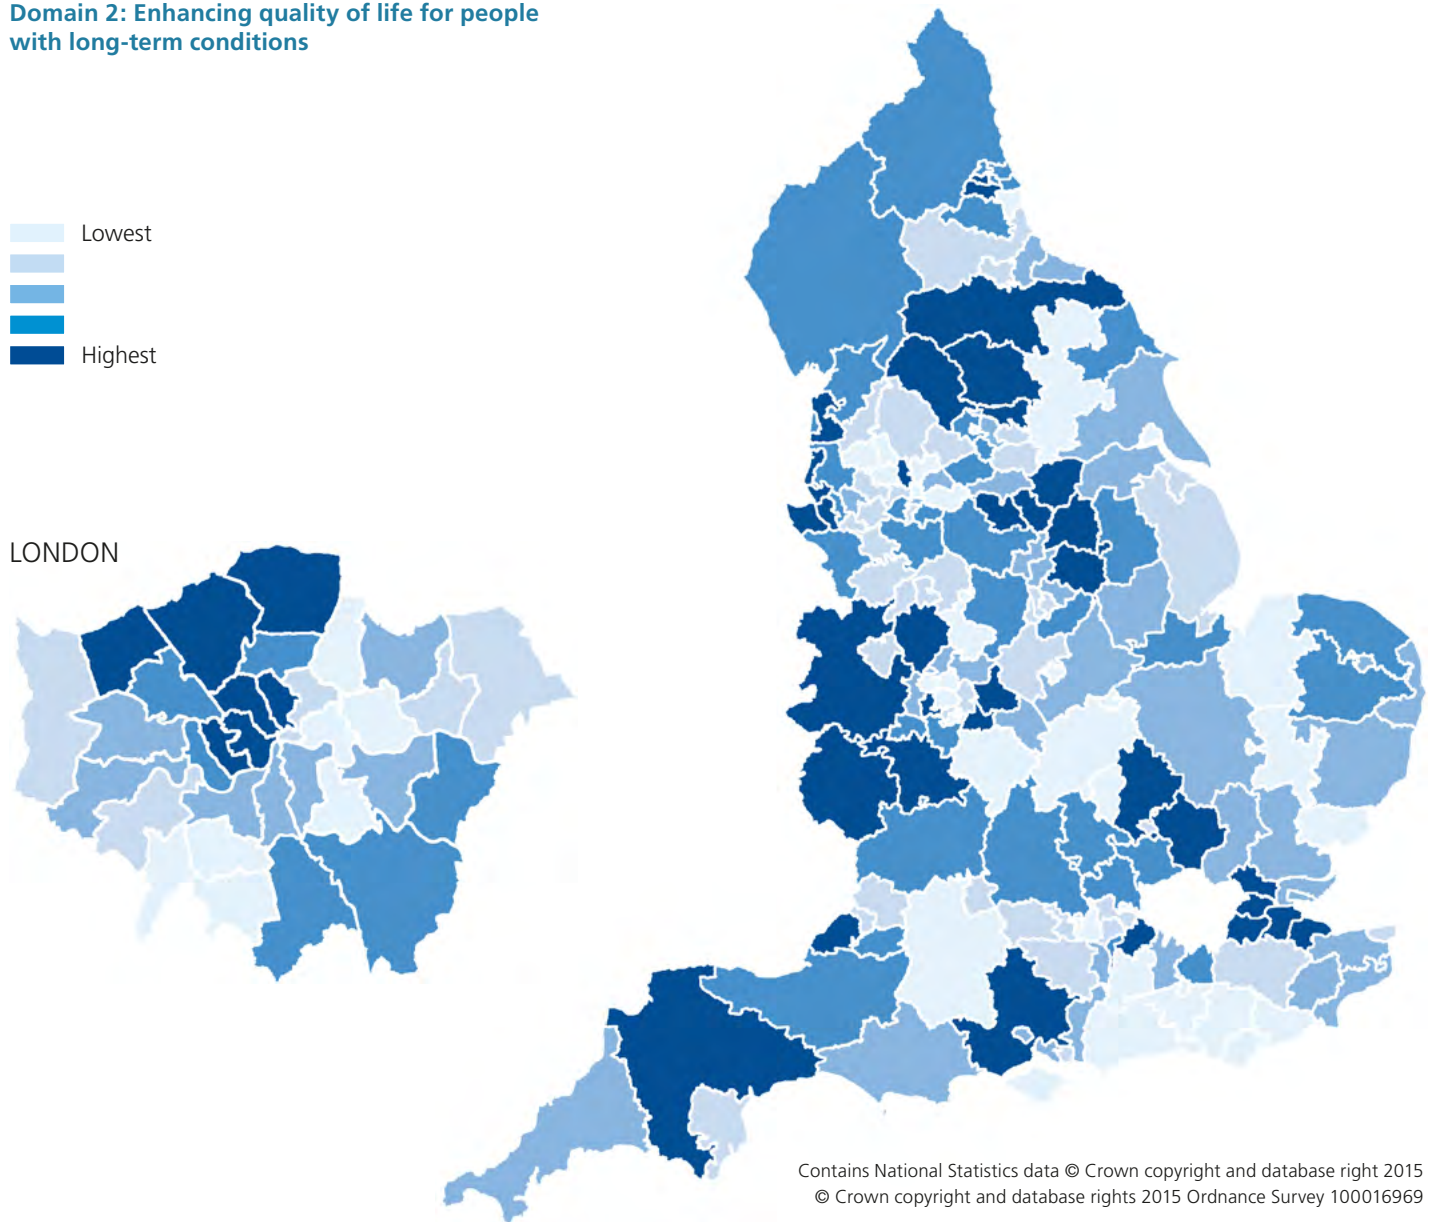 Domain 2: Enhancing quality of life for people
with long-term conditions
Lowest
Highest
LONDON
Contains National Statistics data © Crown copyright and database right 2015
© Crown copyright and database rights 2015 Ordnance Survey 100016969